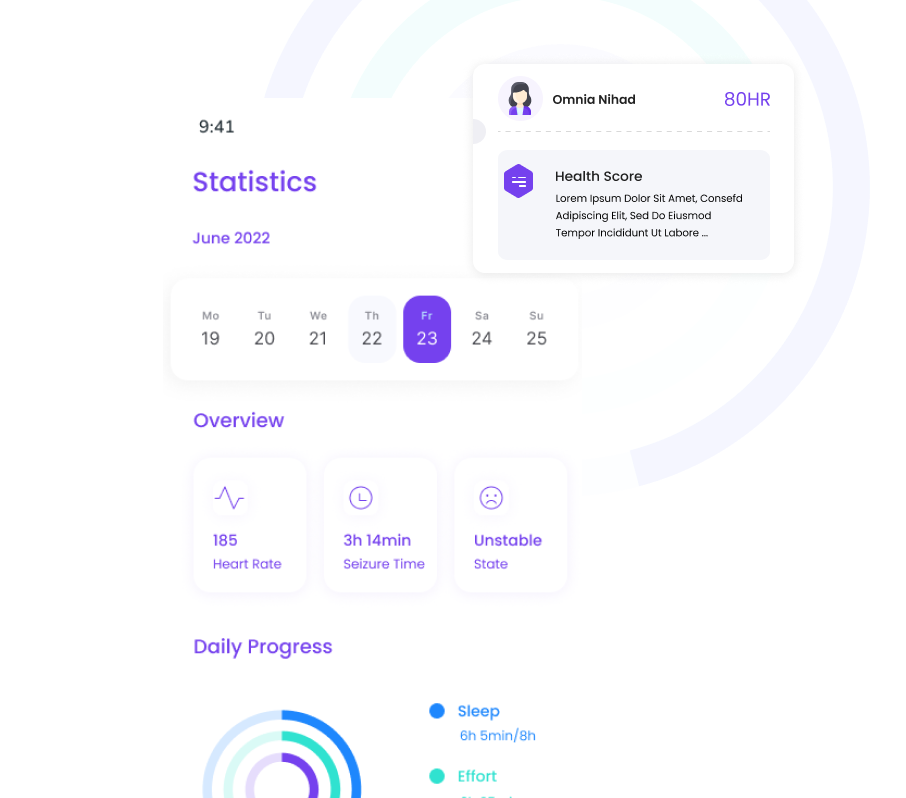 Omnia Nihad
80HR
Health Score
Lorem Ipsum Dolor Sit Amet, Consefd
Adipiscing Elit, Sed Do Eiusmod
Tempor Incididunt Ut Labore ...
9:41
Statistics
June 2022
Mo Tu We Th Fr Sa Su
19 20 21 22 23 24 25
Overview
185
Heart Rate
3h 14min
Seizure Time
Unstable
State
Daily Progress
Sleep
6h 5min/8h
Effort